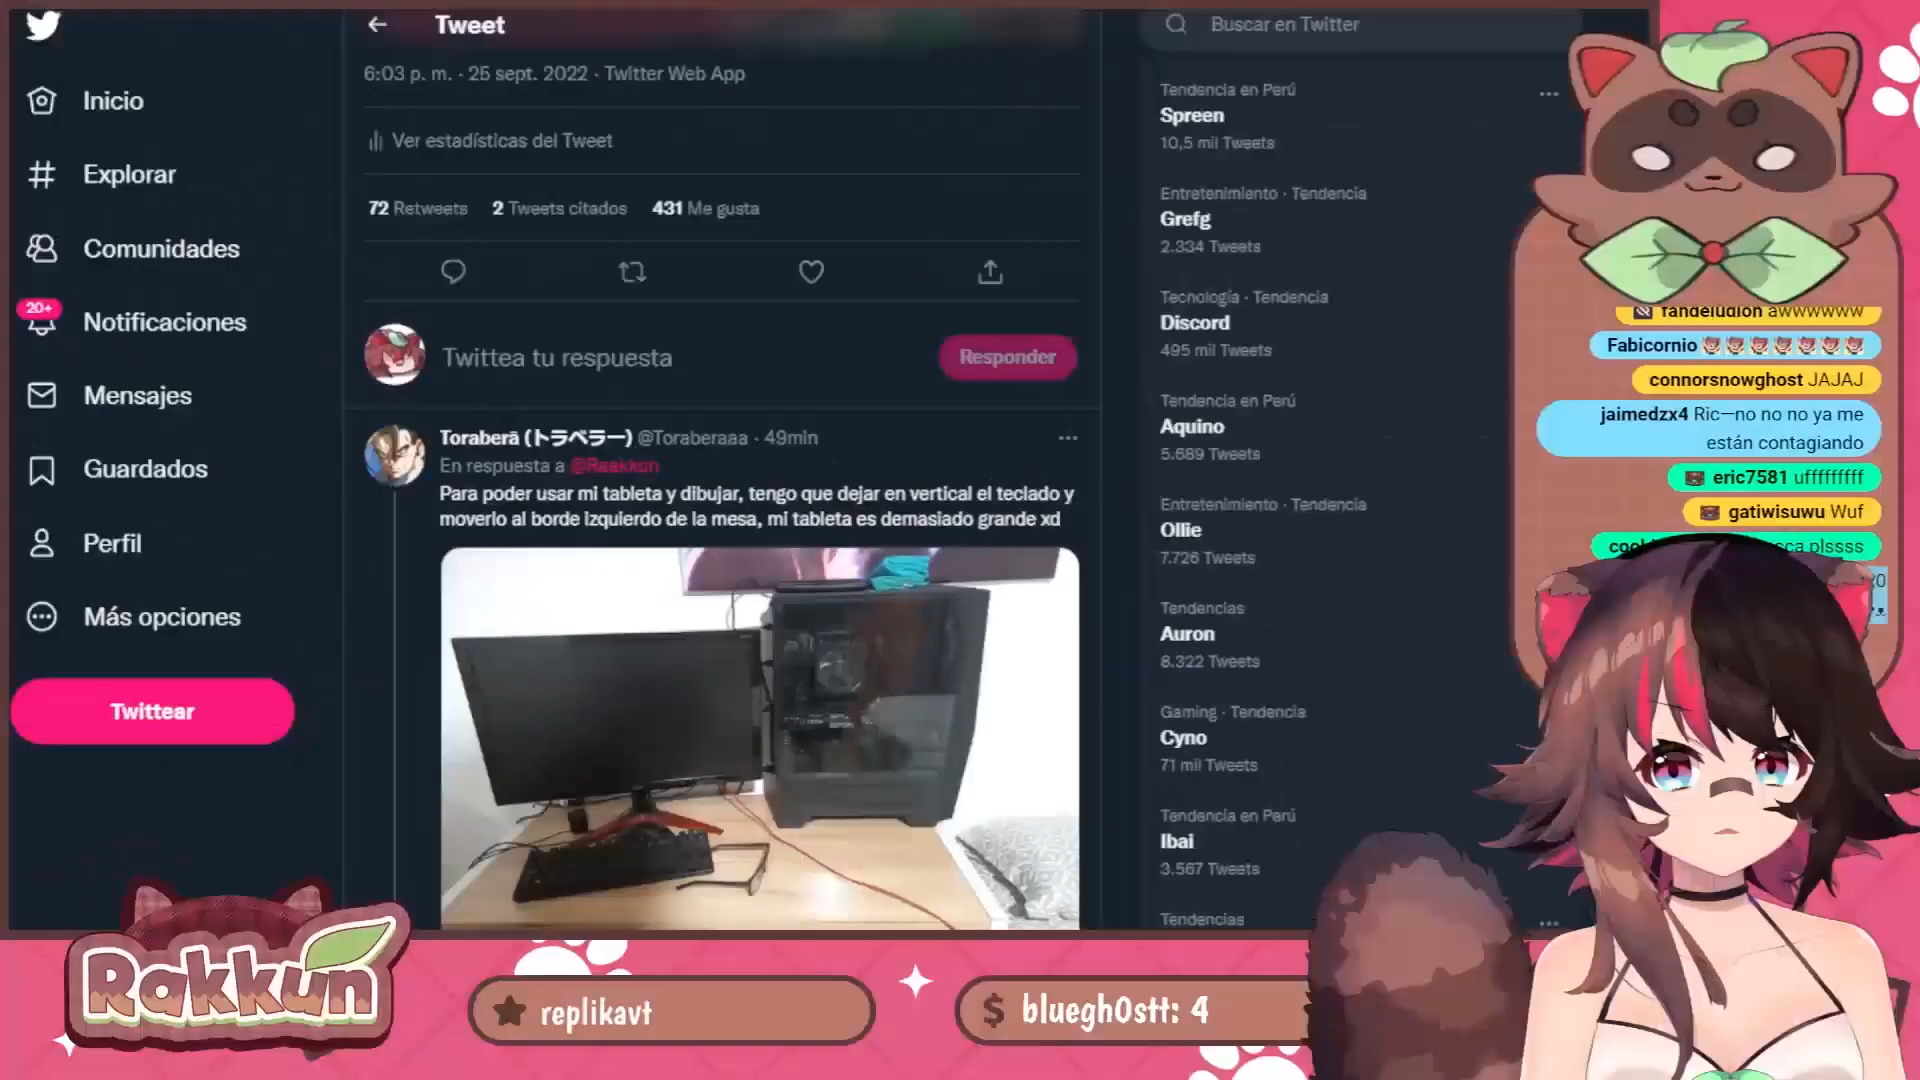 Tweet
6:03 p. m. · 25 sept. 2022 · Twitter Web App
Ver estadísticas del Tweet
72 Retweets 2 Tweets citados 431 Me gusta
Twittea tu respuesta
Responder
Toraberā (トラベラー) @Toraberaaa · 49min
En respuesta a @Raakkun
Para poder usar mi tableta y dibujar, tengo que dejar en vertical el teclado y
moverlo al borde izquierdo de la mesa, mi tableta es demasiado grande xd
Inicio
Explorar
Comunidades
20+
Notificaciones
Mensajes
Guardados
Perfil
Más opciones
Twittear
Buscar en Twitter
Tendencia en Perú
Spreen
10,5 mil Tweets
Entretenimiento · Tendencia
Grefg
2.334 Tweets
Tecnología · Tendencia
Discord
495 mil Tweets
Tendencia en Perú
Aquino
5.689 Tweets
Entretenimiento · Tendencia
Ollie
7.726 Tweets
Tendencias
Auron
8.322 Tweets
Gaming · Tendencia
Cyno
71 mil Tweets
Tendencia en Perú
Ibai
3.567 Tweets
Tendencias
fandeludion awwwwww
Fabicornio
connorsnowghost JAJAJ
jaimedzx4 Ric—no no no ya me
están contagiando
eric7581 ufffffffff
gatiwisuwu Wuf
plssss
Rakkun
replikavt
$ bluegh0stt: 4